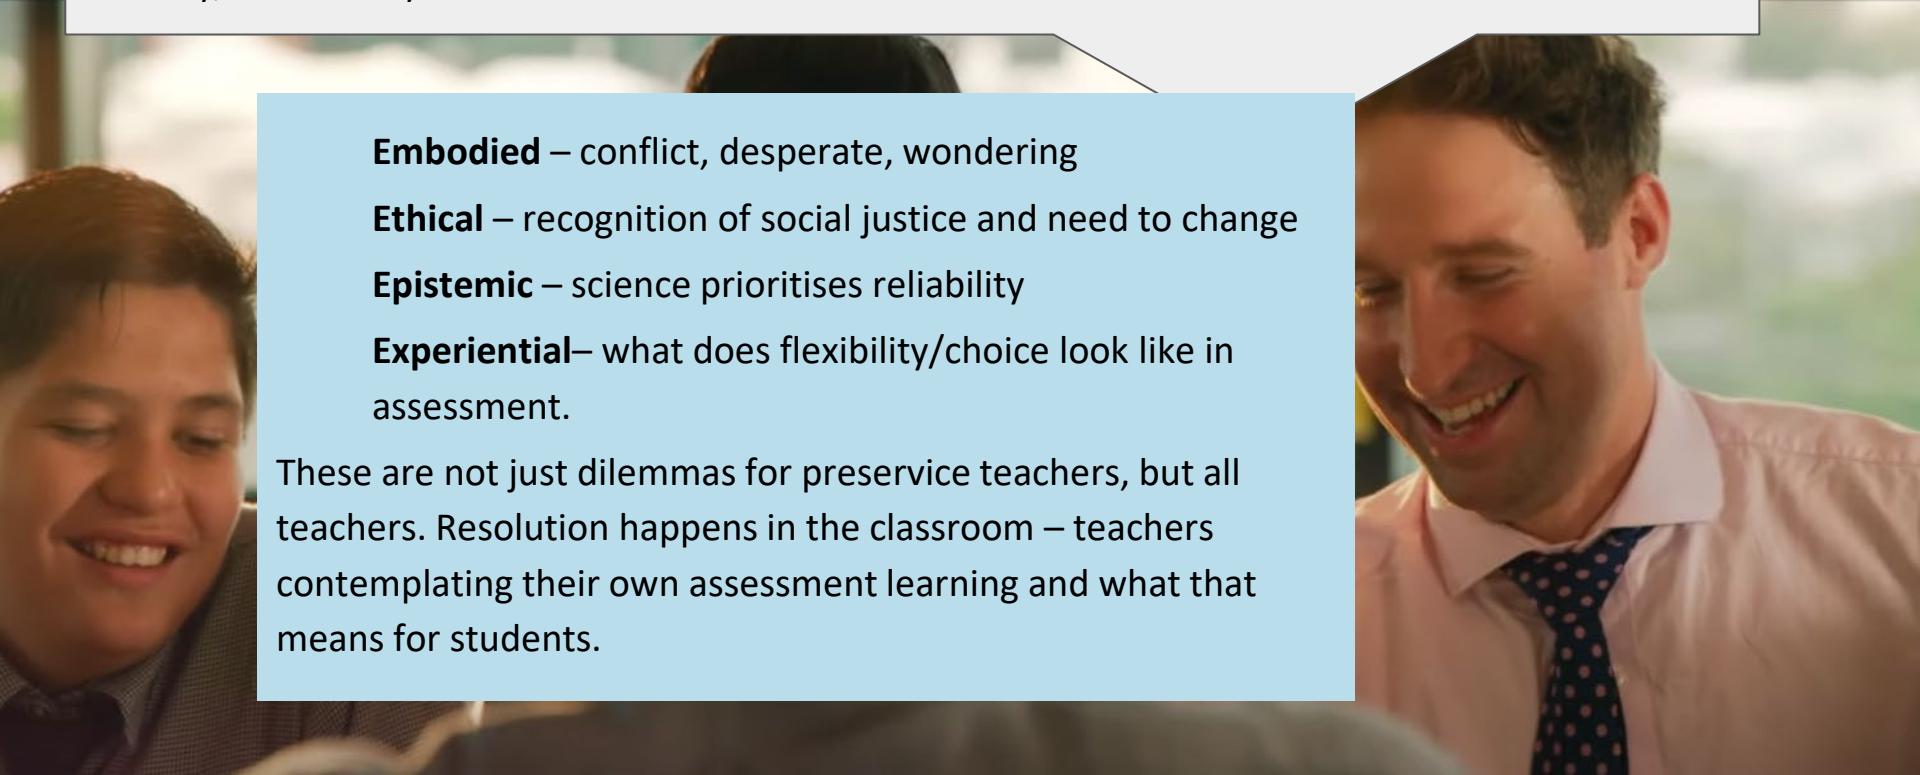 Embodied – conflict, desperate, wondering
Ethical – recognition of social justice and need to change
Epistemic – science prioritises reliability
Experiential– what does flexibility/choice look like in
assessment.
These are not just dilemmas for preservice teachers, but all
teachers. Resolution happens in the classroom – teachers
contemplating their own assessment learning and what that
means for students.